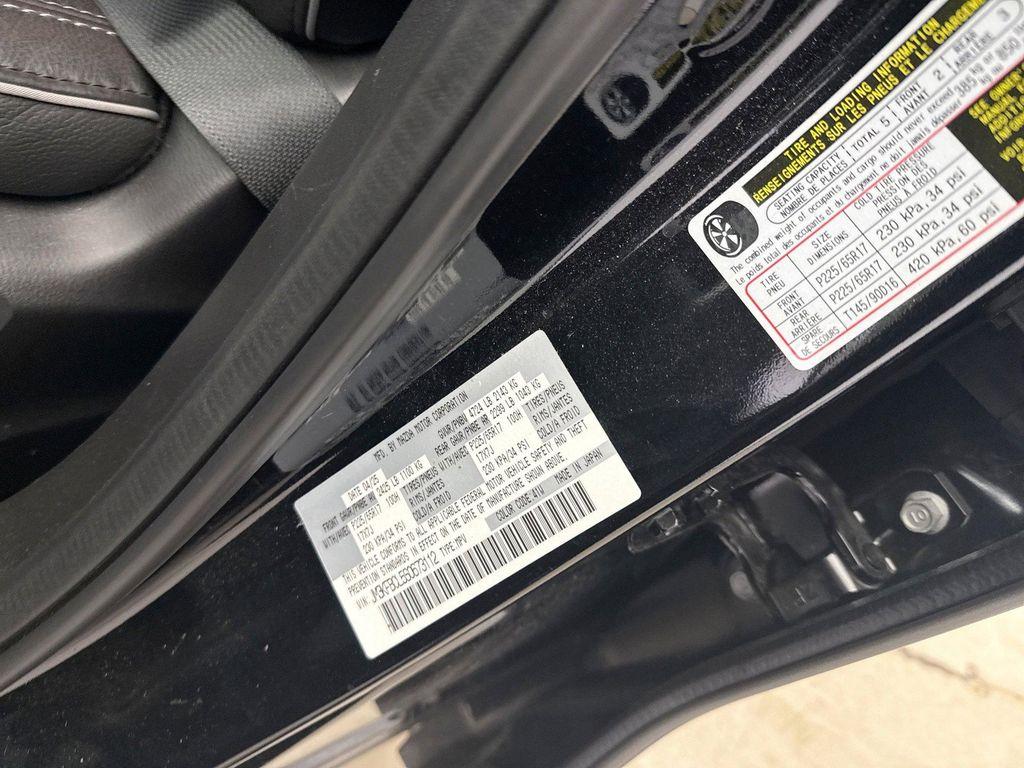 MFD. BY MAZDA MOTOR CORPORATION
DATE 04/25 GVWR/PNBV 4724 LB 2143 KG
FRONT GAWR/PNBE AV 2425 LB 1100 KG REAR GAWR/PNBE AR 2299 LB 1043 KG
WITH/AVEC P225/65R17 100H TIRES/PNEUS WITH/AVEC P225/65R17 100H TIRES/PNEUS
17X7J RIMS/JANTES 17X7J RIMS/JANTES
KPA/34 PSI COLD/A FROID KPA/34 PSI COLD/A FROID
THIS VEHICLE CONFORMS TO ALL APPLICABLE FEDERAL MOTOR VEHICLE SAFETY AND THEFT
PREVENTION STANDARDS IN EFFECT ON THE DATE OF MANUFACTURE SHOWN ABOVE.
TYPE:MPV COLOR CODE:41V MADE IN JAPAN
TIRE AND LOADING INFORMATION
RENSEIGNEMENTS SUR LES PNEUS ET LE CHARGEMENT
SEATING CAPACITY TOTAL 5 FRONT 2 REAR 3
NOMBRE DE PLACES AVANT ARRIÈRE
The combined weight of occupants and cargo should never exceed 385 kg or 850
Le poids total des occupants et du chargement ne doit jamais dépasser
TIRE SIZE COLD TIRE PRESSURE
PNEU DIMENSIONS PRESSION DES PNEUS À FROID
FRONT AVANT P225/65R17 230 kPa, 34 psi
REAR ARRIÈRE P225/65R17 230 kPa, 34 psi
SPARE DE SECOURS T145/90D16 420 kPa, 60 psi
10